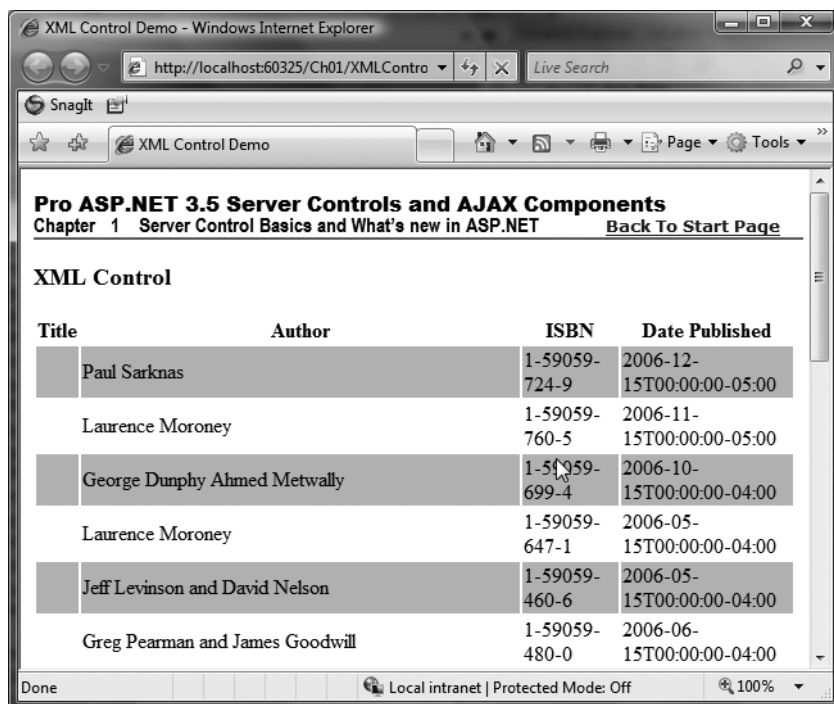 XML Control Demo - Windows Internet Explorer
http://localhost:60325/Ch01/XMLContro
Live Search
SnagIt
XML Control Demo
Page
Tools
Pro ASP.NET 3.5 Server Controls and AJAX Components
Chapter 1 Server Control Basics and What's new in ASP.NET
Back To Start Page
XML Control
Title Author ISBN Date Published
Paul Sarknas 1-59059-724-9 2006-12-15T00:00:00-05:00
Laurence Moroney 1-59059-760-5 2006-11-15T00:00:00-05:00
George Dunphy Ahmed Metwally 1-59059-699-4 2006-10-15T00:00:00-04:00
Laurence Moroney 1-59059-647-1 2006-05-15T00:00:00-04:00
Jeff Levinson and David Nelson 1-59059-460-6 2006-05-15T00:00:00-04:00
Greg Pearman and James Goodwill 1-59059-480-0 2006-06-15T00:00:00-04:00
Done
Local intranet | Protected Mode: Off
100%